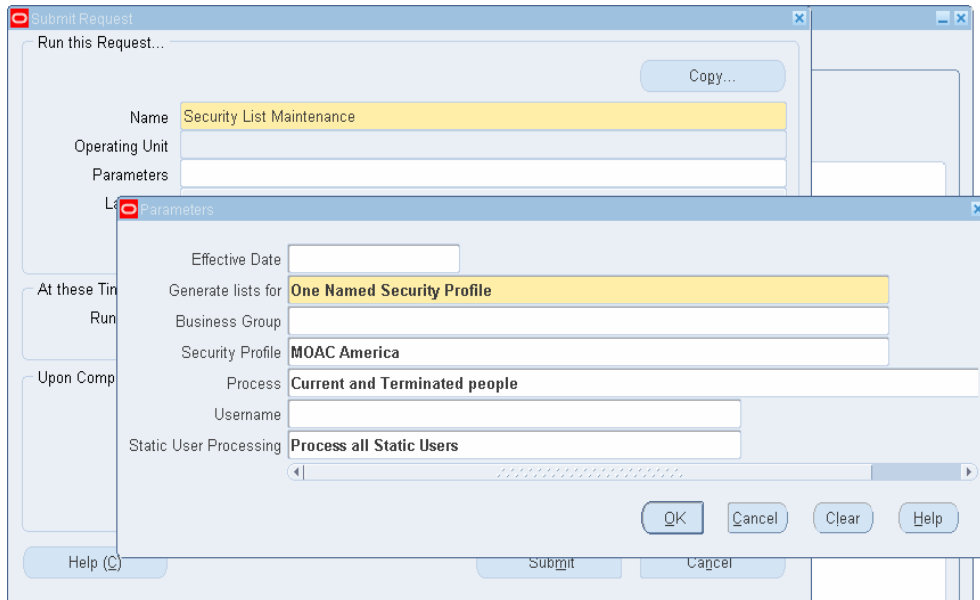 Submit Request
Run this Request...
Copy...
Name Security List Maintenance
Operating Unit
Parameters
La
Parameters
Effective Date
Generate lists for One Named Security Profile
At these Tim
Business Group
Run
Security Profile MOAC America
Upon Comp
Process Current and Terminated people
Username
Static User Processing Process all Static Users
OK Cancel Clear Help
Help (C) Submit Cancel